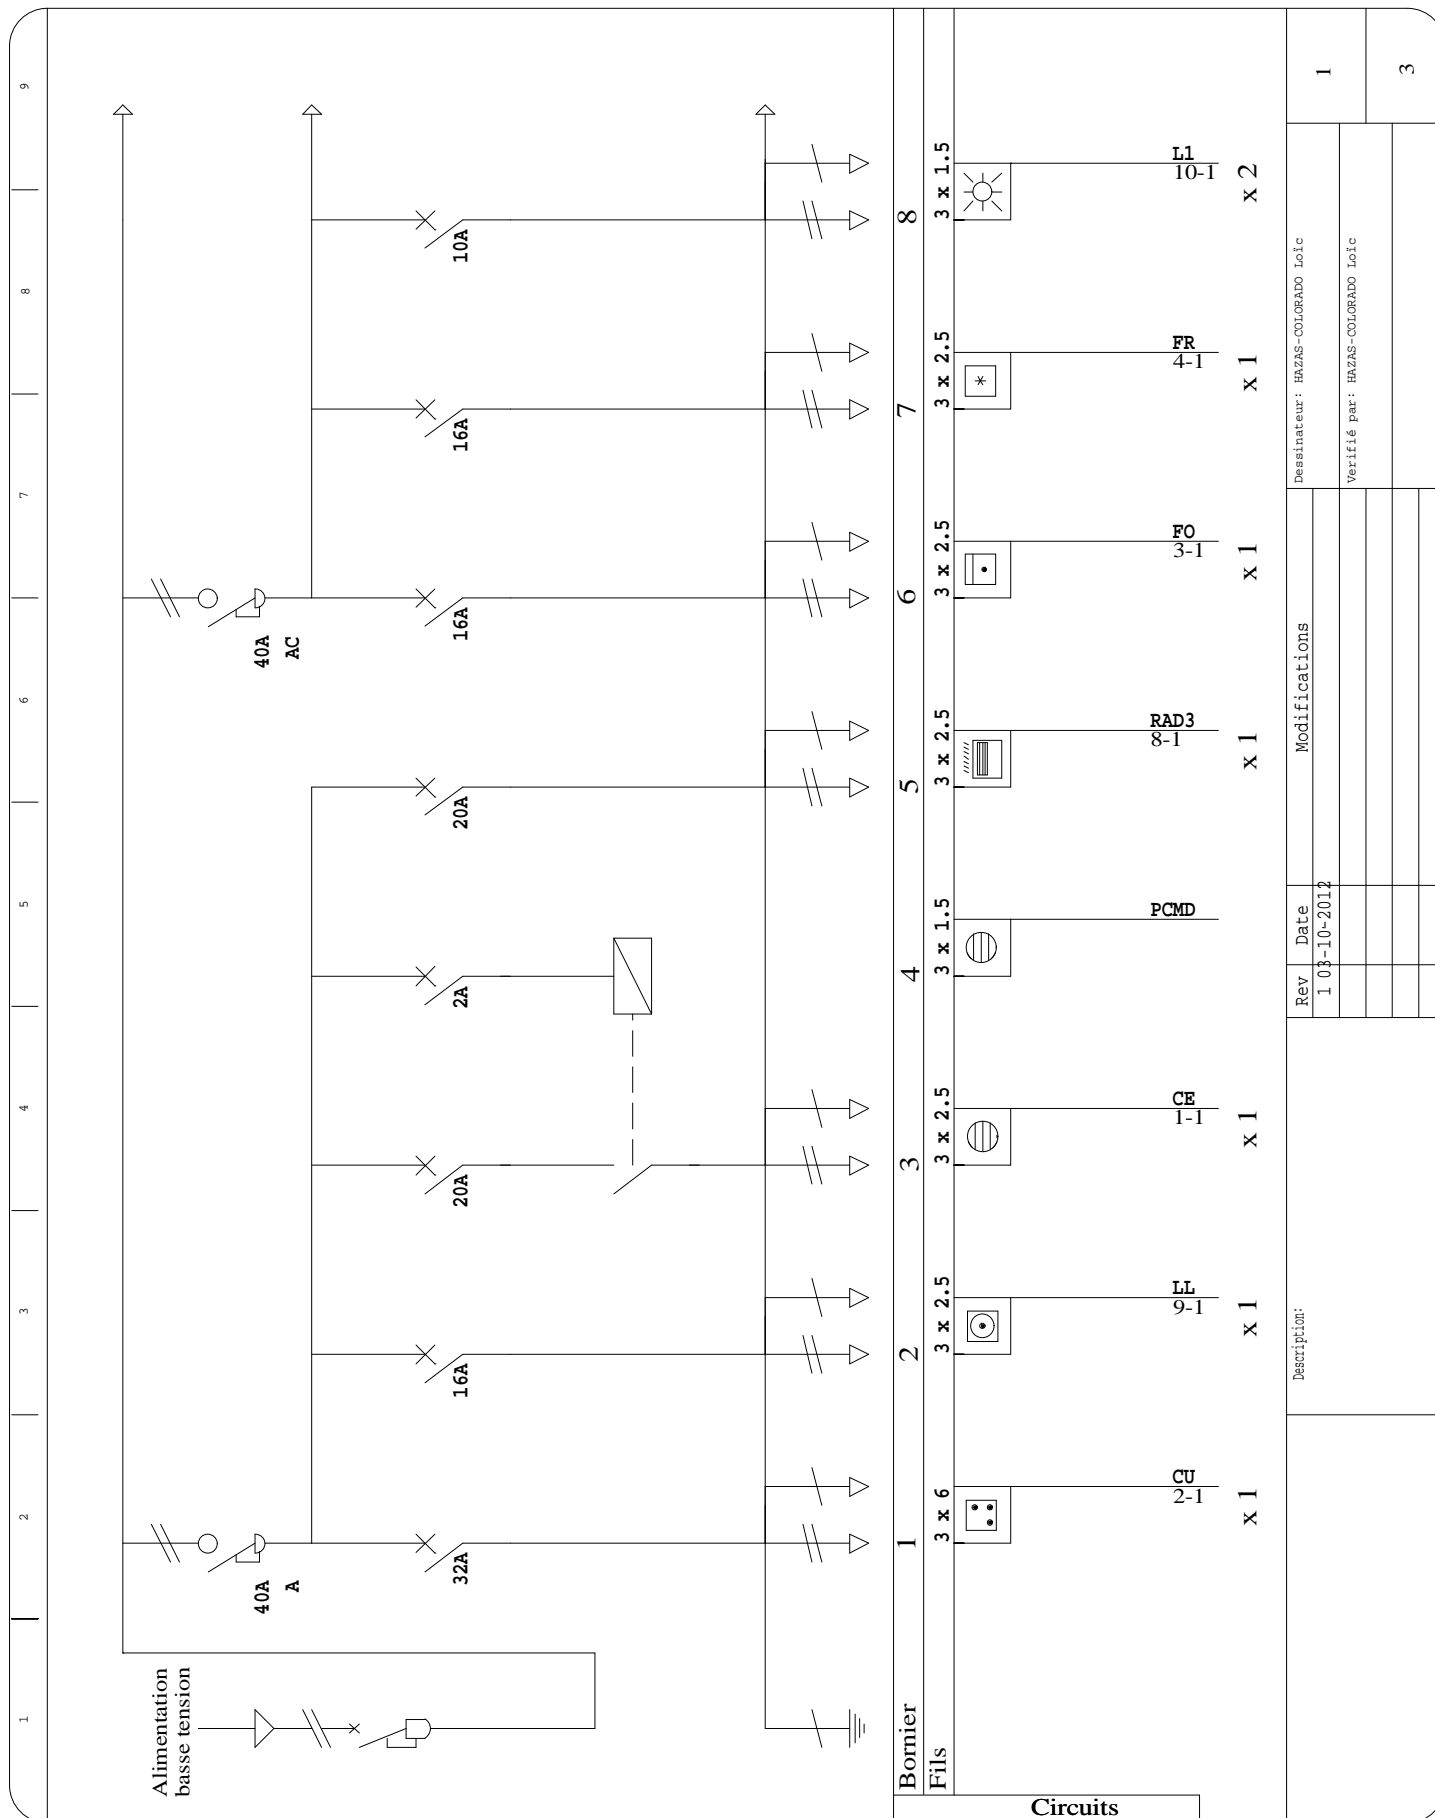 1 2 3 4 5 6 7 8 9
Alimentation
basse tension
40A
A
40A
AC
32A
16A
20A
2A
20A
16A
16A
10A
Bornier
1 2 3 4 5 6 7 8
Fils
3 x 6
3 x 2.5
3 x 2.5
3 x 1.5
3 x 2.5
3 x 2.5
3 x 2.5
3 x 1.5
Circuits
CU
2-1
x 1
LL
9-1
x 1
CE
1-1
x 1
PCMD
RAD3
8-1
x 1
FO
3-1
x 1
FR
4-1
x 1
L1
10-1
x 2
Description:
Rev Date Modifications
1 03-10-2012
Dessinateur: HAZAS-COLORADO Loïc
Verifié par: HAZAS-COLORADO Loïc
1
3